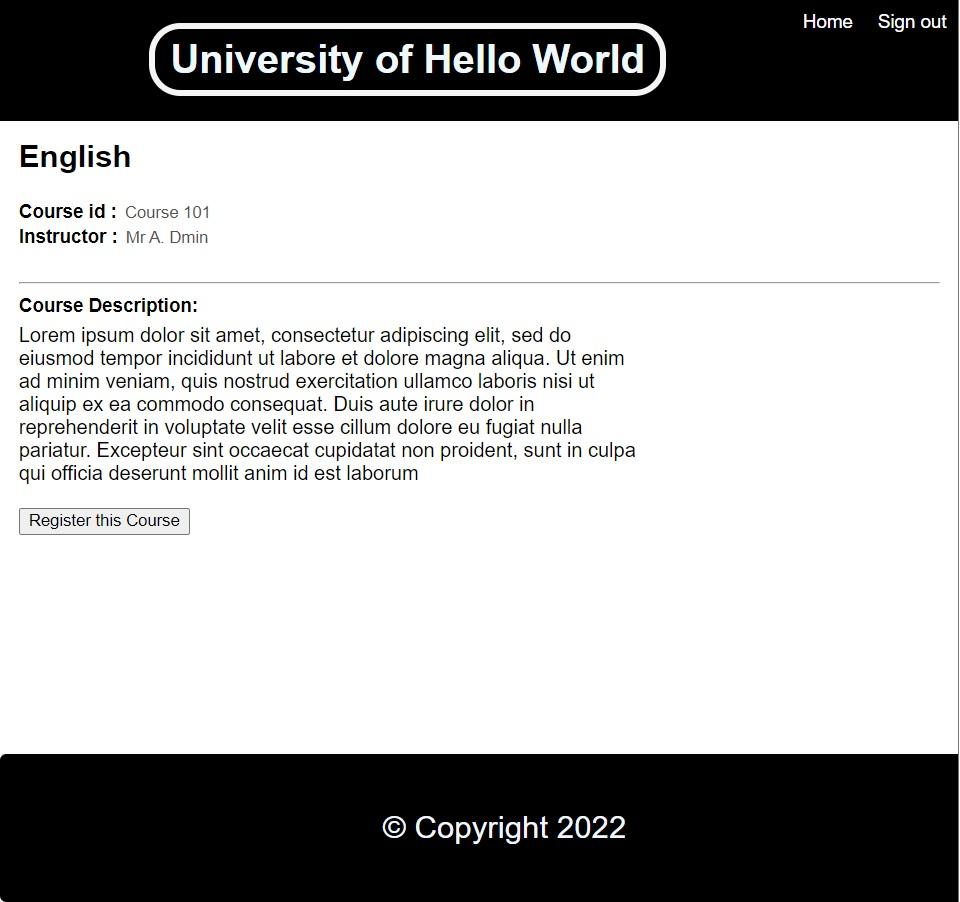 Home Sign out
University of Hello World
English
Course id : Course 101
Instructor : Mr A. Dmin
Course Description:
Lorem ipsum dolor sit amet, consectetur adipiscing elit, sed do
eiusmod tempor incididunt ut labore et dolore magna aliqua. Ut enim
ad minim veniam, quis nostrud exercitation ullamco laboris nisi ut
aliquip ex ea commodo consequat. Duis aute irure dolor in
reprehenderit in voluptate velit esse cillum dolore eu fugiat nulla
pariatur. Excepteur sint occaecat cupidatat non proident, sunt in culpa
qui officia deserunt mollit anim id est laborum
Register this Course
© Copyright 2022